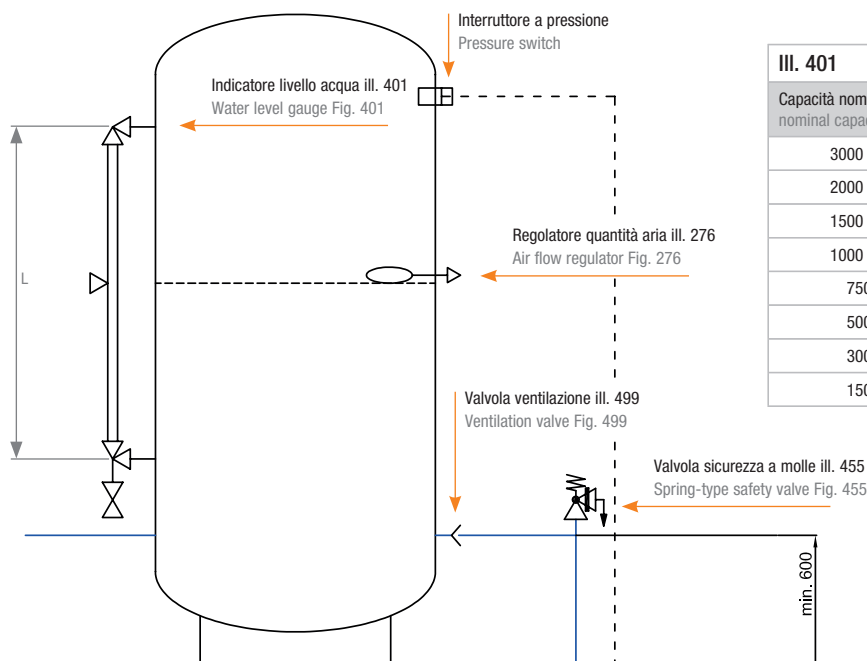 Interruttore a pressione
Pressure switch
Indicatore livello acqua ill. 401
Water level gauge Fig. 401
L
Regolatore quantità aria ill. 276
Air flow regulator Fig. 276
Valvola ventilazione ill. 499
Ventilation valve Fig. 499
Valvola sicurezza a molle ill. 455
Spring-type safety valve Fig. 455
min. 600
Ill. 401
Capacità nom
nominal capa
3000
2000
1500
1000